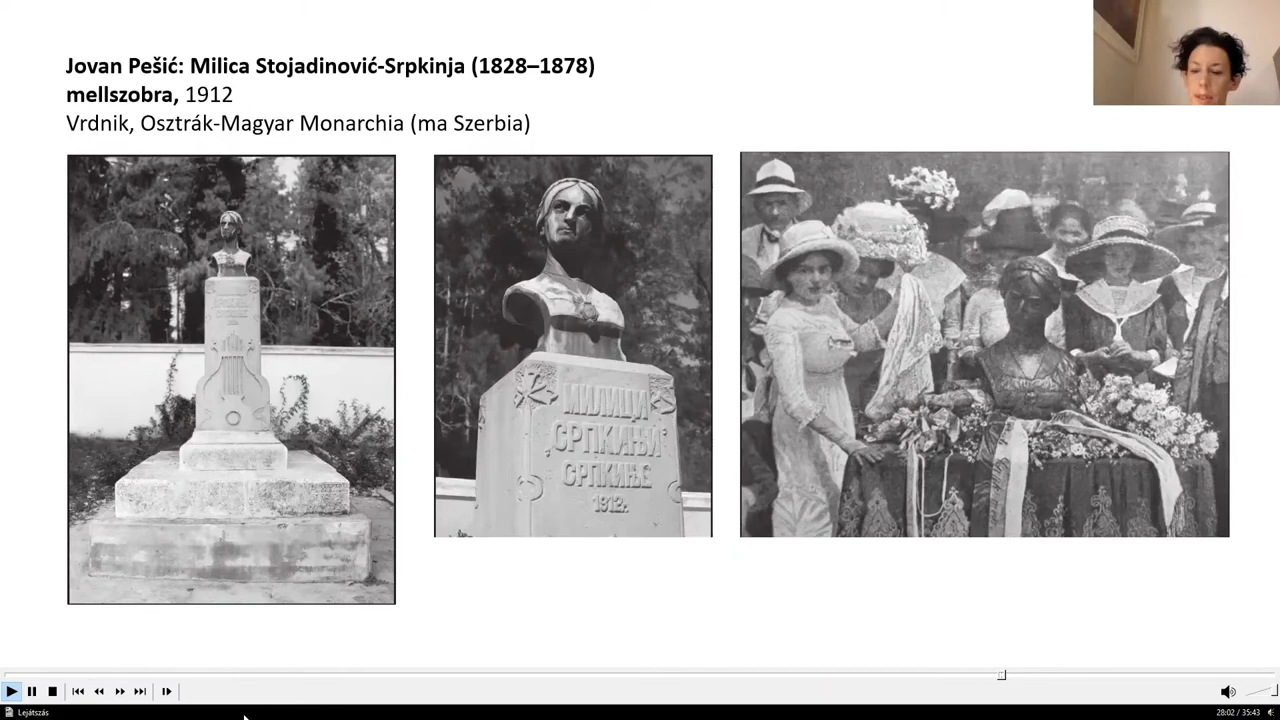 Jovan Pešić: Milica Stojadinović-Srpkinja (1828–1878)
mellszobra, 1912
Vrdnik, Osztrák-Magyar Monarchia (ma Szerbia)
МИЛИЦИ
„СРПКИЊИ“
СРПКИЊЕ
1912.
Lejátszás
28:02 / 35:43